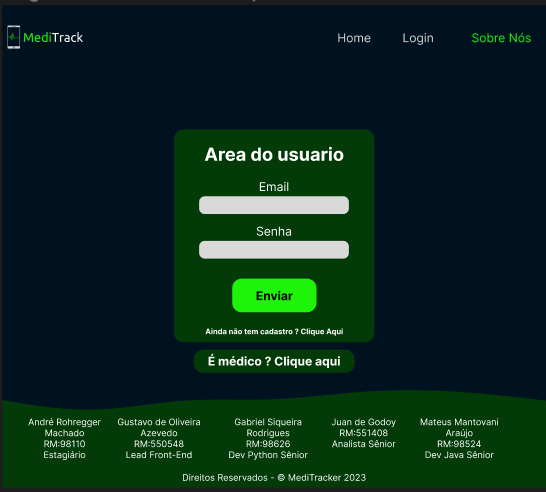 MediTrack
Home Login Sobre Nós
Area do usuario
Email
Senha
Enviar
Ainda não tem cadastro ? Clique Aqui
É médico ? Clique aqui
André Rohregger
Machado
RM:98110
Estagiário
Gustavo de Oliveira
Azevedo
RM:550548
Lead Front-End
Gabriel Siqueira
Rodrigues
RM:98626
Dev Python Sênior
Juan de Godoy
RM:551408
Analista Sênior
Mateus Mantovani
Araújo
RM:98524
Dev Java Sênior
Direitos Reservados - © MediTracker 2023